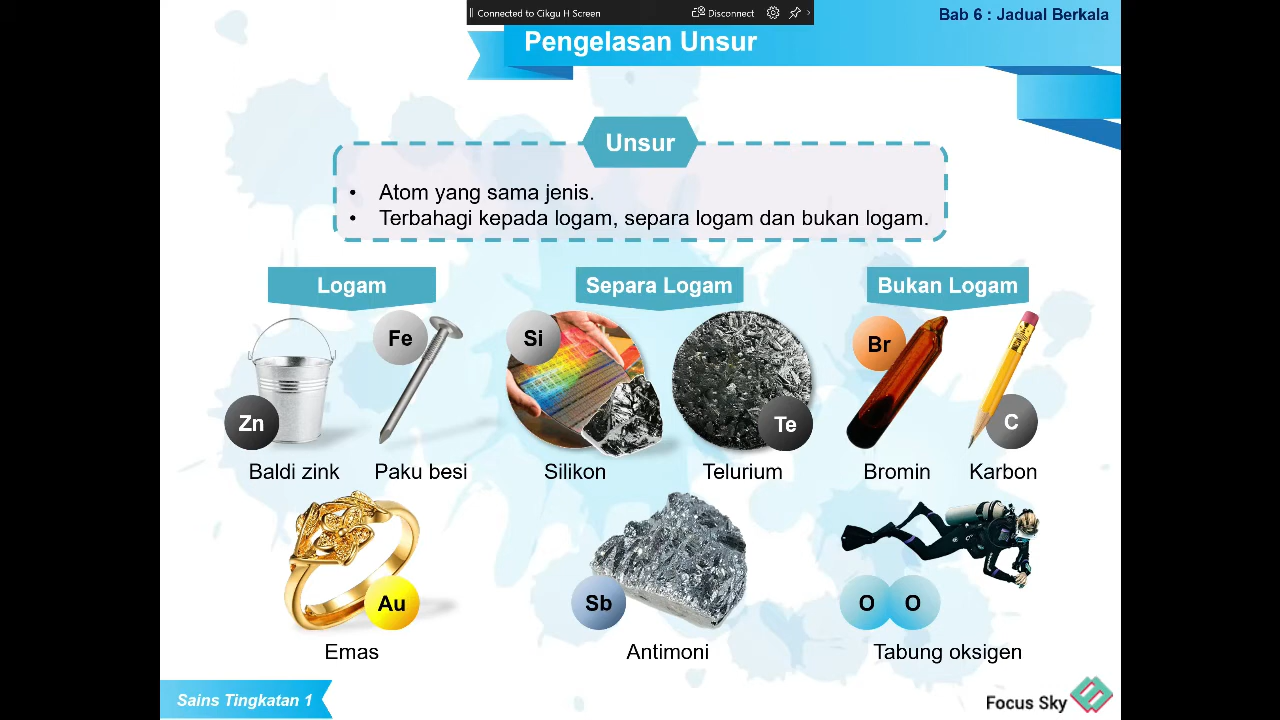 Connected to Cikgu H Screen
Disconnect
Bab 6 : Jadual Berkala
Pengelasan Unsur
Unsur
• Atom yang sama jenis.
• Terbahagi kepada logam, separa logam dan bukan logam.
Logam
Separa Logam
Bukan Logam
Fe
Si
Br
Zn
Te
C
Baldi zink
Paku besi
Silikon
Telurium
Bromin
Karbon
Au
Sb
O O
Emas
Antimoni
Tabung oksigen
Sains Tingkatan 1
Focus Sky